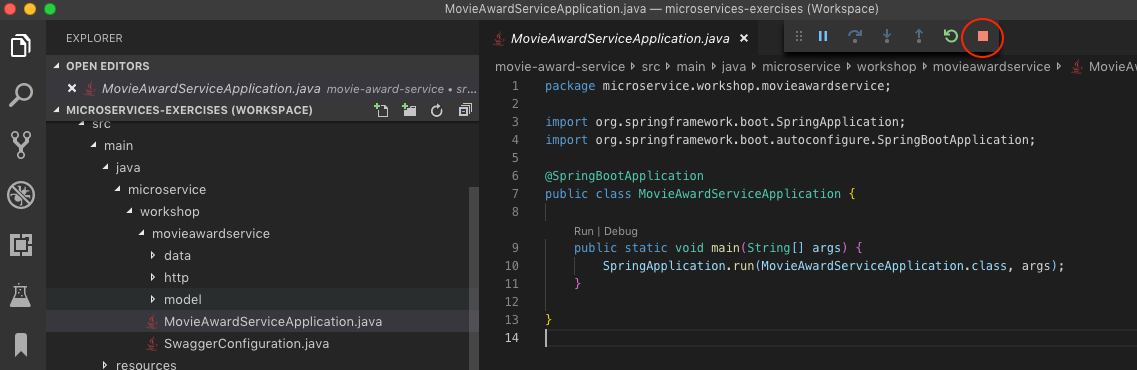 MovieAwardServiceApplication.java — microservices-exercises (Workspace)
EXPLORER
OPEN EDITORS
MovieAwardServiceApplication.java movie-award-service • sr...
MICROSERVICES-EXERCISES (WORKSPACE)
src
main
java
microservice
workshop
movieawardservice
data
http
model
MovieAwardServiceApplication.java
SwaggerConfiguration.java
resources
MovieAwardServiceApplication.java
movie-award-service src main java microservice workshop movieawardservice MovieAw
1 package microservice.workshop.movieawardservice;
2
3 import org.springframework.boot.SpringApplication;
4 import org.springframework.boot.autoconfigure.SpringBootApplication;
5
6 @SpringBootApplication
7 public class MovieAwardServiceApplication {
8
Run | Debug
9 public static void main(String[] args) {
10 SpringApplication.run(MovieAwardServiceApplication.class, args);
11 }
12
13 }
14